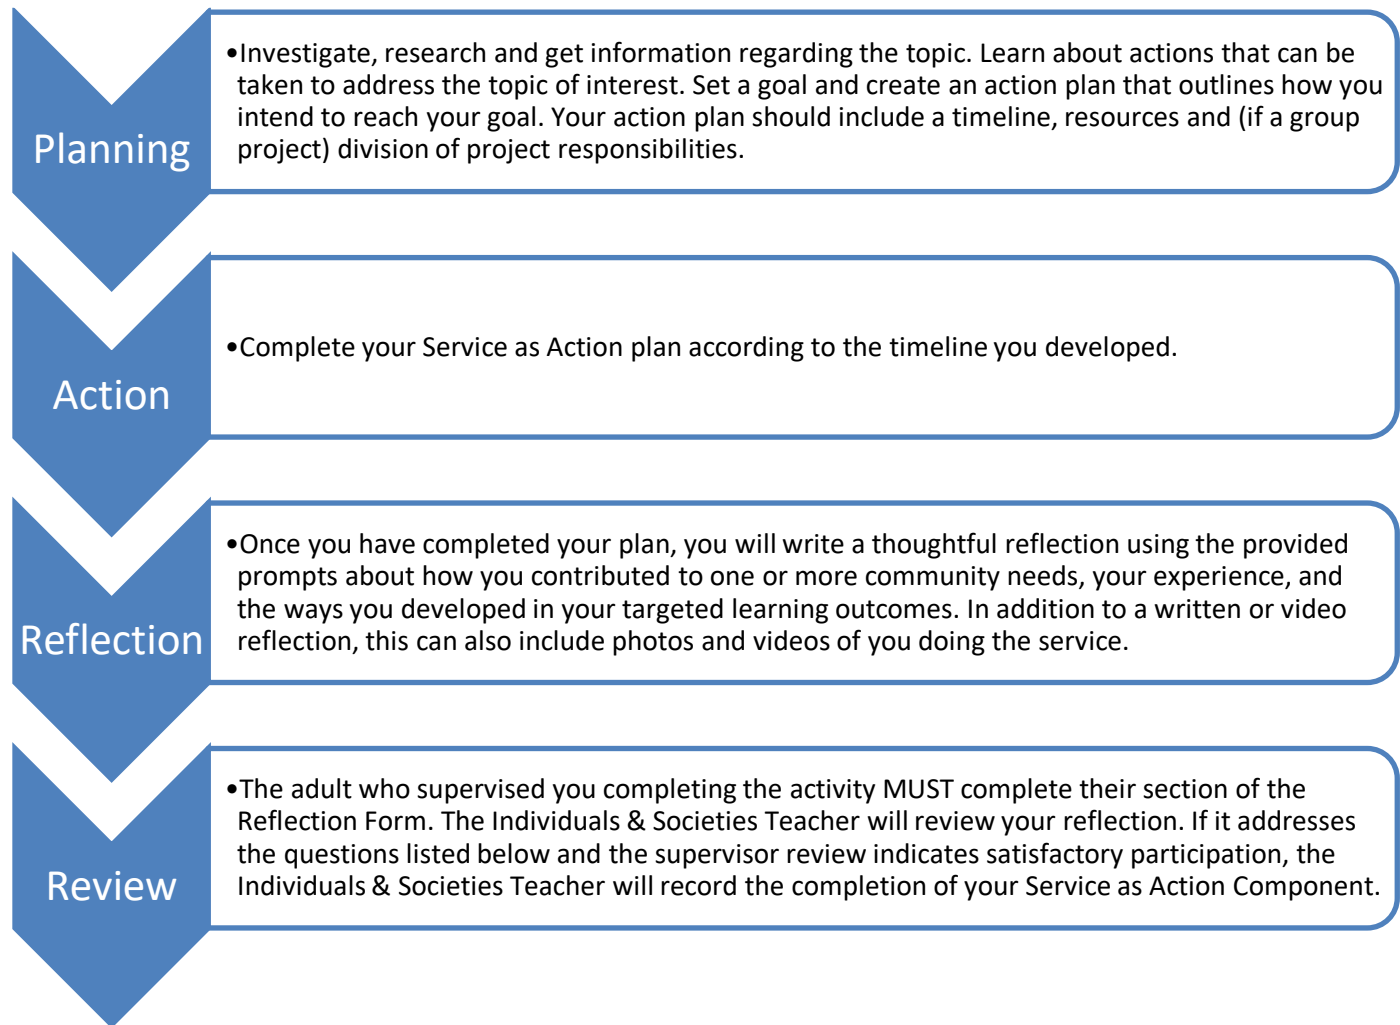 Planning
•Investigate, research and get information regarding the topic. Learn about actions that can be
taken to address the topic of interest. Set a goal and create an action plan that outlines how you
intend to reach your goal. Your action plan should include a timeline, resources and (if a group
project) division of project responsibilities.
Action
•Complete your Service as Action plan according to the timeline you developed.
Reflection
•Once you have completed your plan, you will write a thoughtful reflection using the provided
prompts about how you contributed to one or more community needs, your experience, and
the ways you developed in your targeted learning outcomes. In addition to a written or video
reflection, this can also include photos and videos of you doing the service.
Review
•The adult who supervised you completing the activity MUST complete their section of the
Reflection Form. The Individuals & Societies Teacher will review your reflection. If it addresses
the questions listed below and the supervisor review indicates satisfactory participation, the
Individuals & Societies Teacher will record the completion of your Service as Action Component.